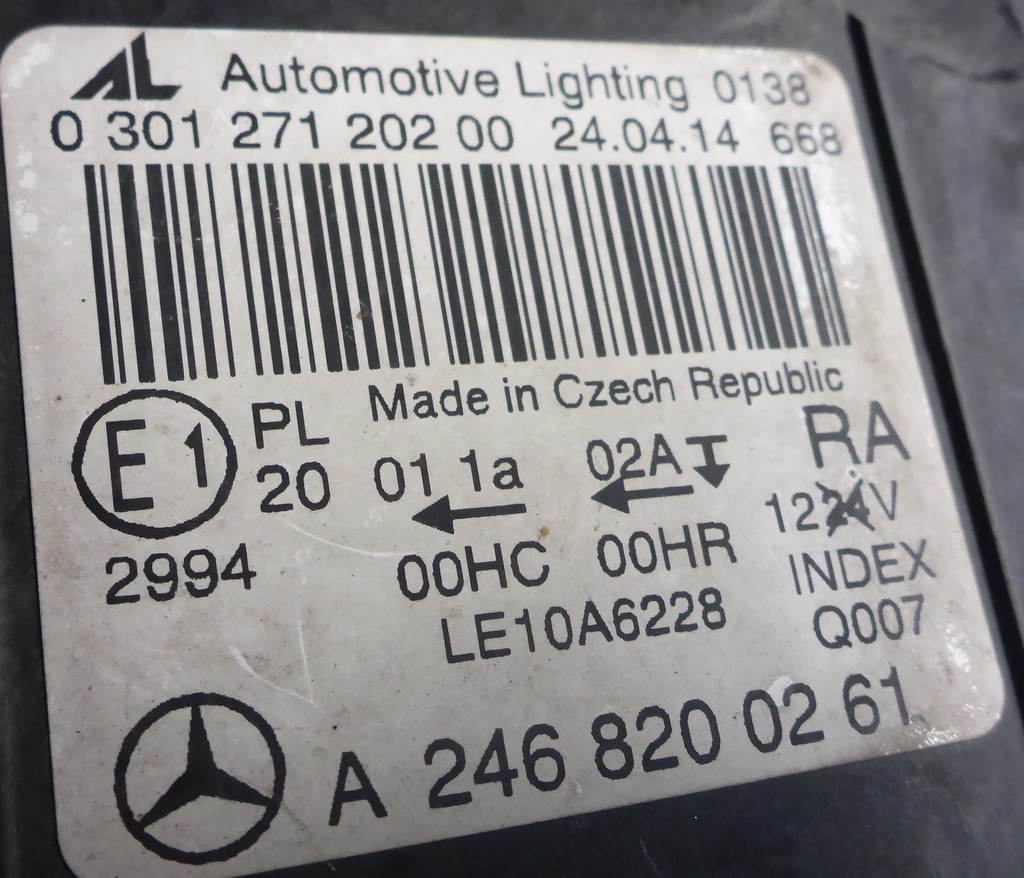 AL Automotive Lighting 0138
0 301 271 202 00 24.04.14 668
Made in Czech Republic
E1 PL 20 01 1a 02A RA
2994 00HC 00HR 1224V
LE10A6228 INDEX
Q007
A 246 820 02 61